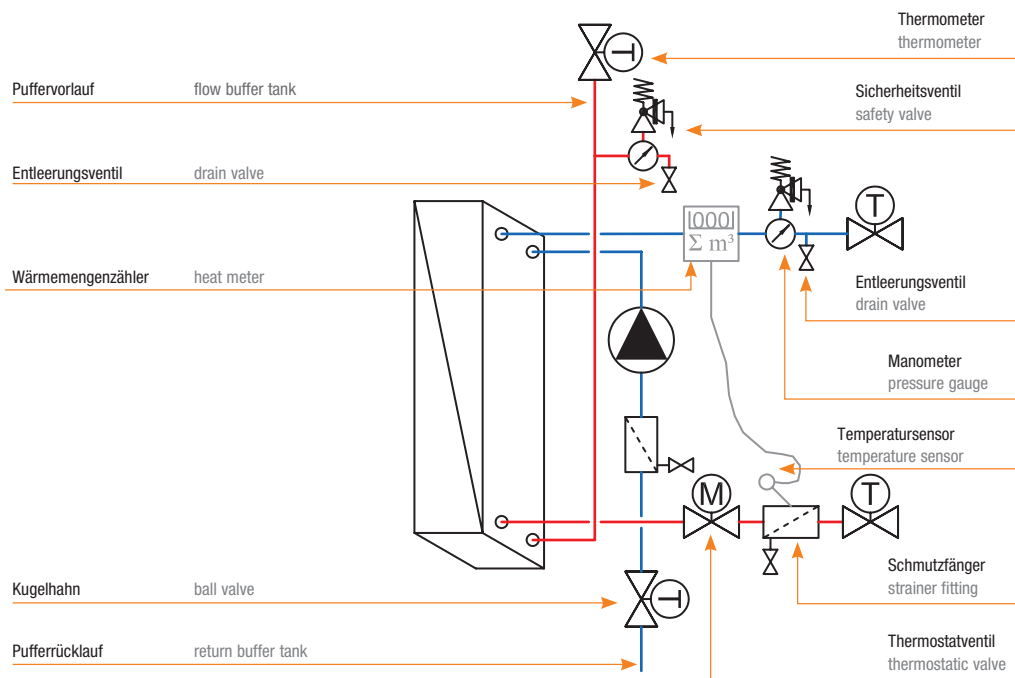 Thermometer
thermometer
Puffervorlauf flow buffer tank
Sicherheitsventil
safety valve
Entleerungsventil drain valve
T
T
|000|
Σ m³
Wärmemengenzähler heat meter
Entleerungsventil
drain valve
Manometer
pressure gauge
Temperatursensor
temperature sensor
M
T
Schmutzfänger
strainer fitting
Kugelhahn ball valve
T
Pufferrücklauf return buffer tank
Thermostatventil
thermostatic valve